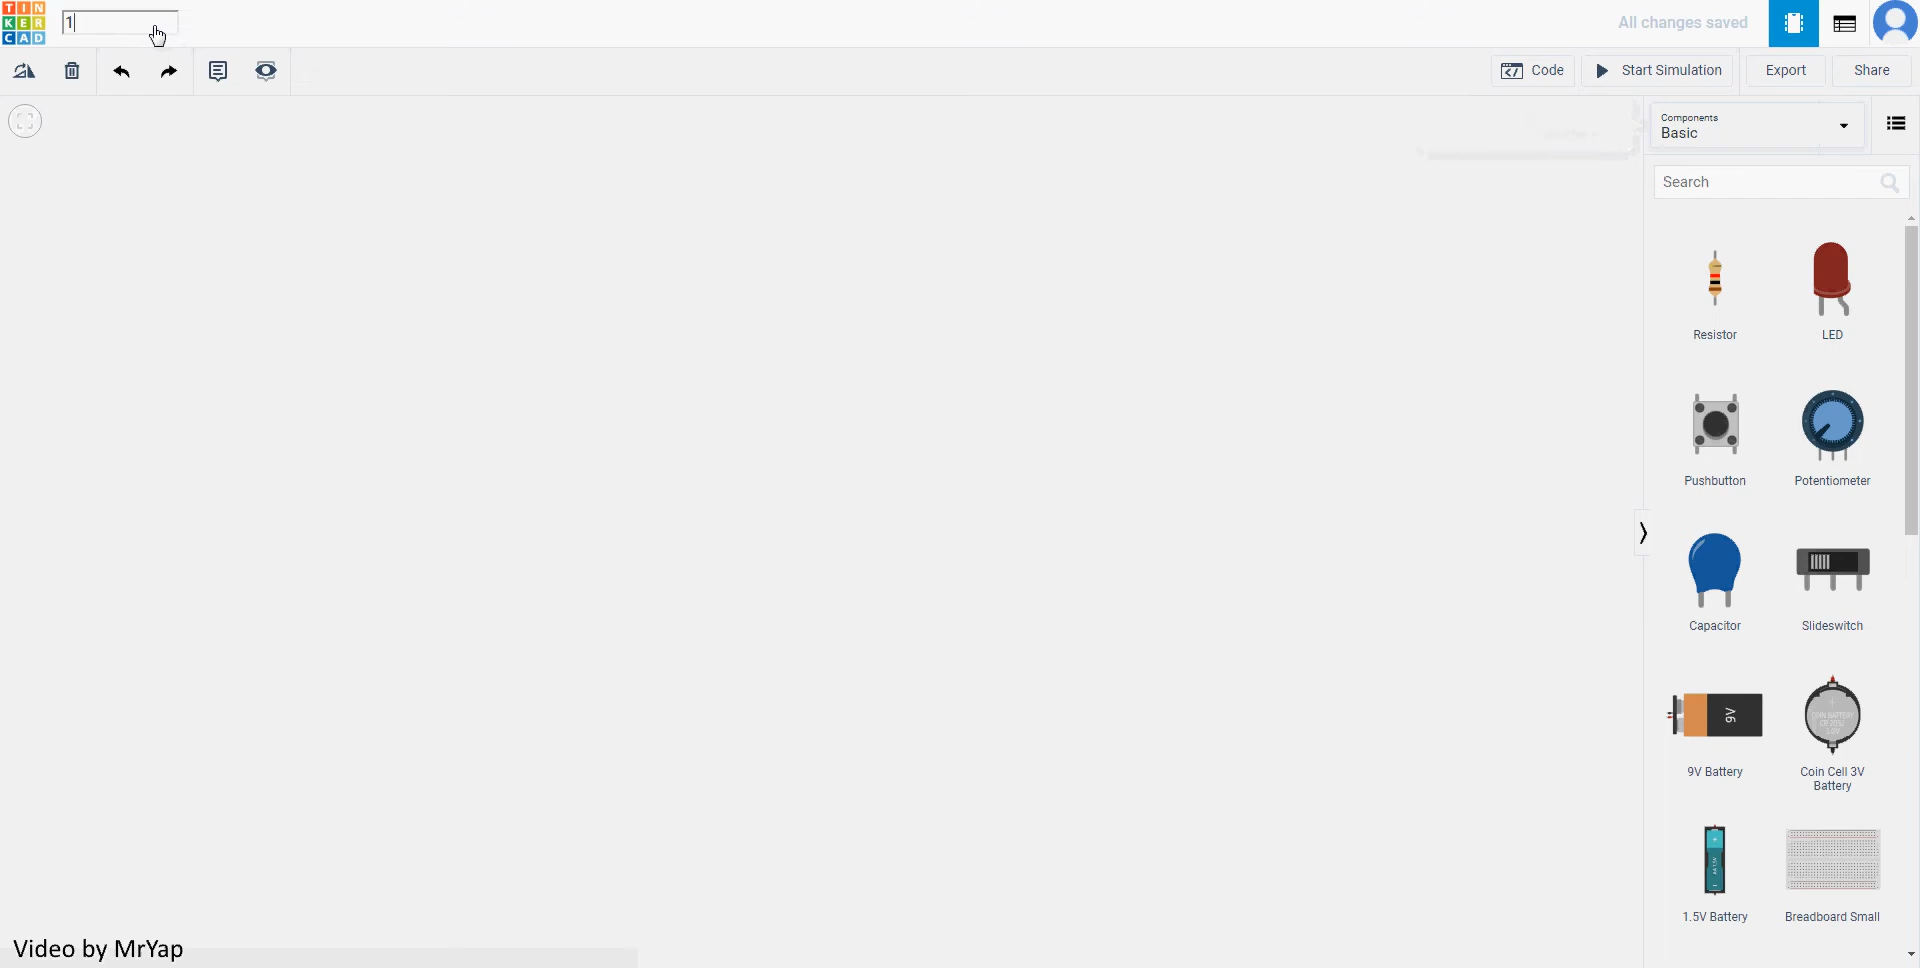 TIN
KER
CAD
1
All changes saved
Code
Start Simulation
Export
Share
Components
Basic
Search
Resistor
LED
Pushbutton
Potentiometer
Capacitor
Slideswitch
9V
9V Battery
Coin Cell 3V
Battery
1.5V Battery
Breadboard Small
Video by MrYap